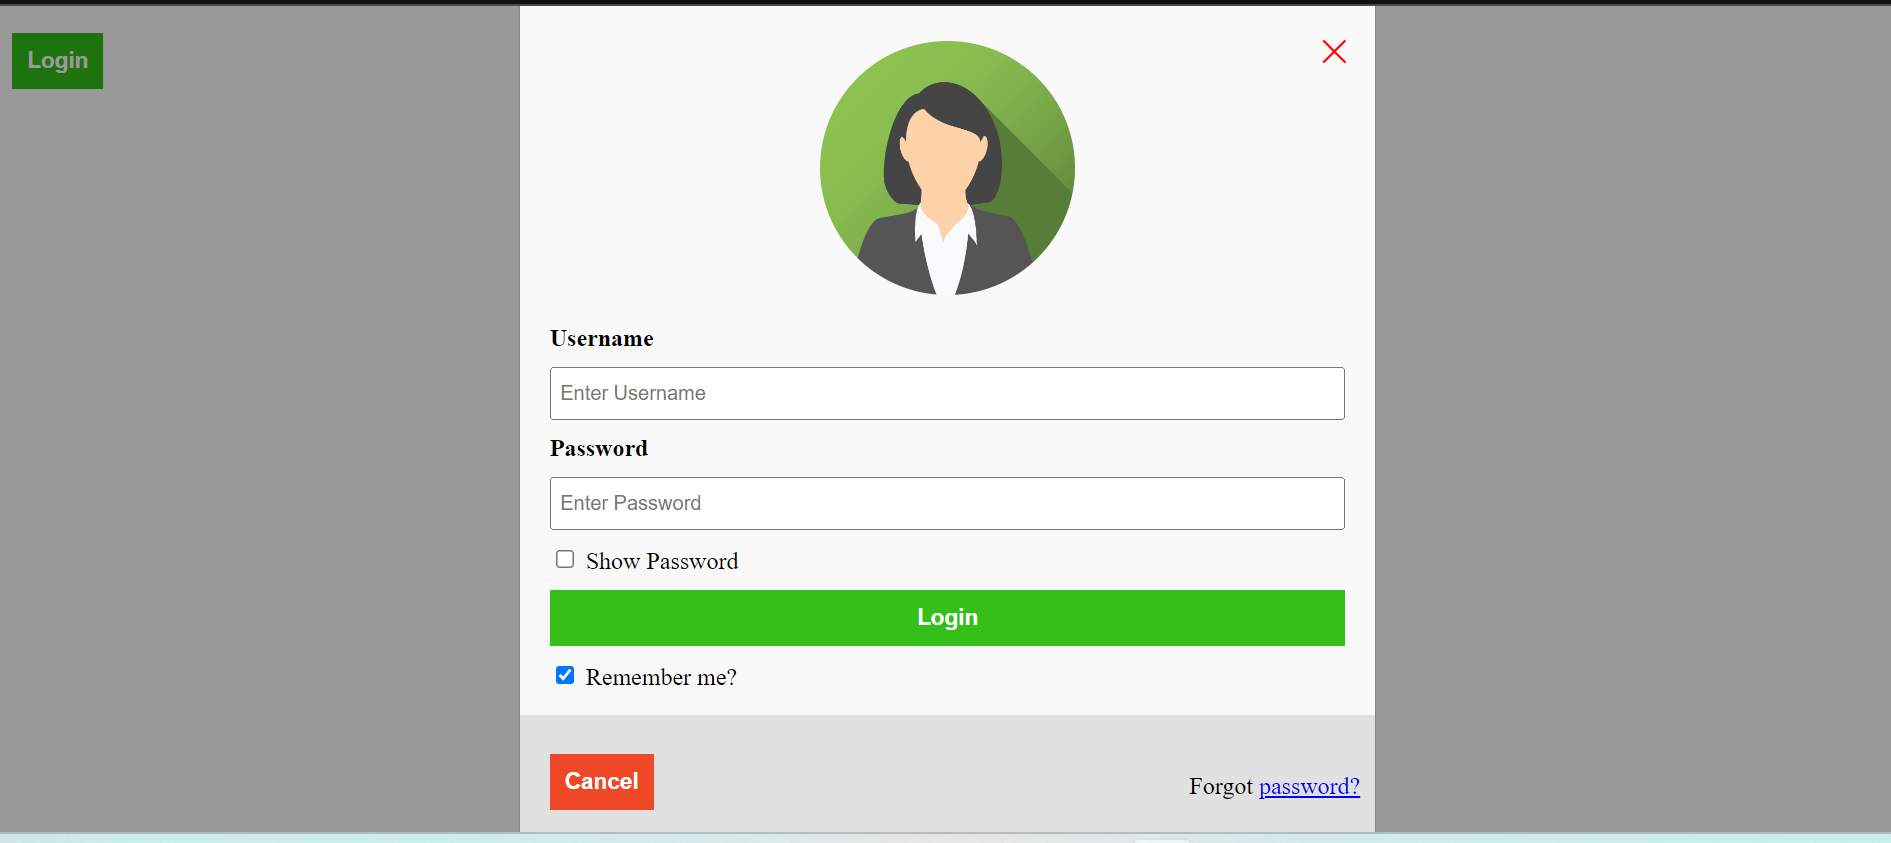 Login
Username
Enter Username
Password
Enter Password
Show Password
Login
Remember me?
Cancel
Forgot password?